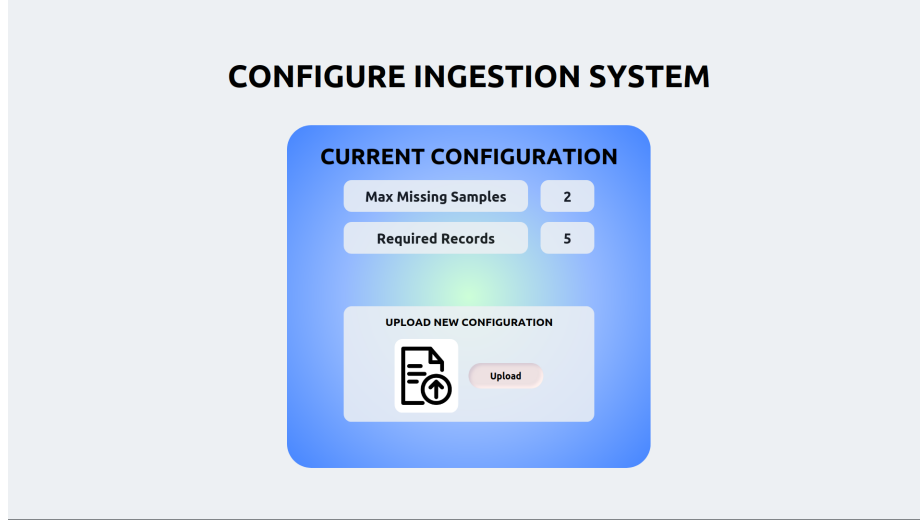 CONFIGURE INGESTION SYSTEM
CURRENT CONFIGURATION
Max Missing Samples 2
Required Records 5
UPLOAD NEW CONFIGURATION
Upload